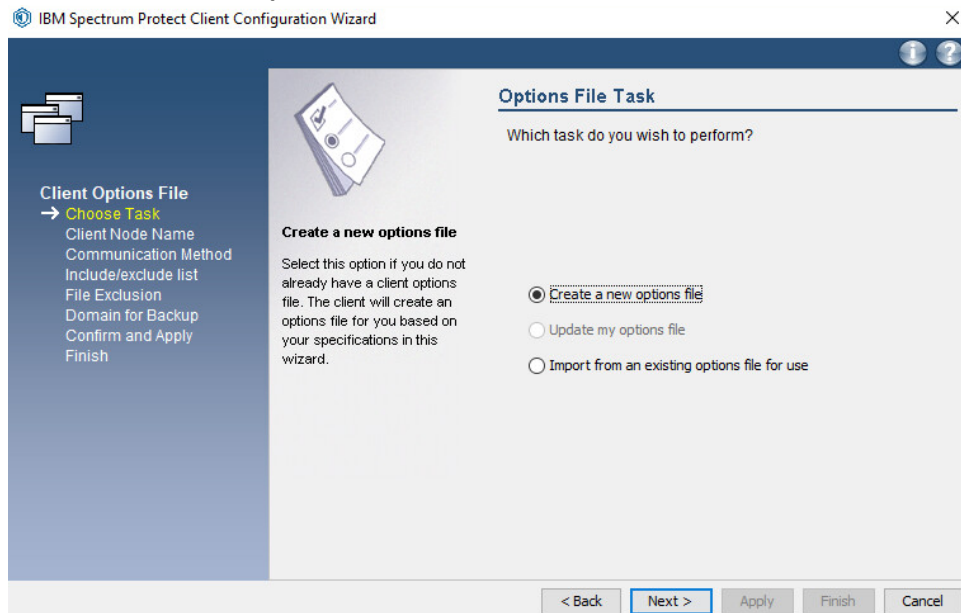 IBM Spectrum Protect Client Configuration Wizard
Client Options File
Choose Task
Client Node Name
Communication Method
Include/exclude list
File Exclusion
Domain for Backup
Confirm and Apply
Finish
Create a new options file
Select this option if you do not
already have a client options
file. The client will create an
options file for you based on
your specifications in this
wizard.
Options File Task
Which task do you wish to perform?
Create a new options file
Update my options file
Import from an existing options file for use
< Back
Next >
Apply
Finish
Cancel